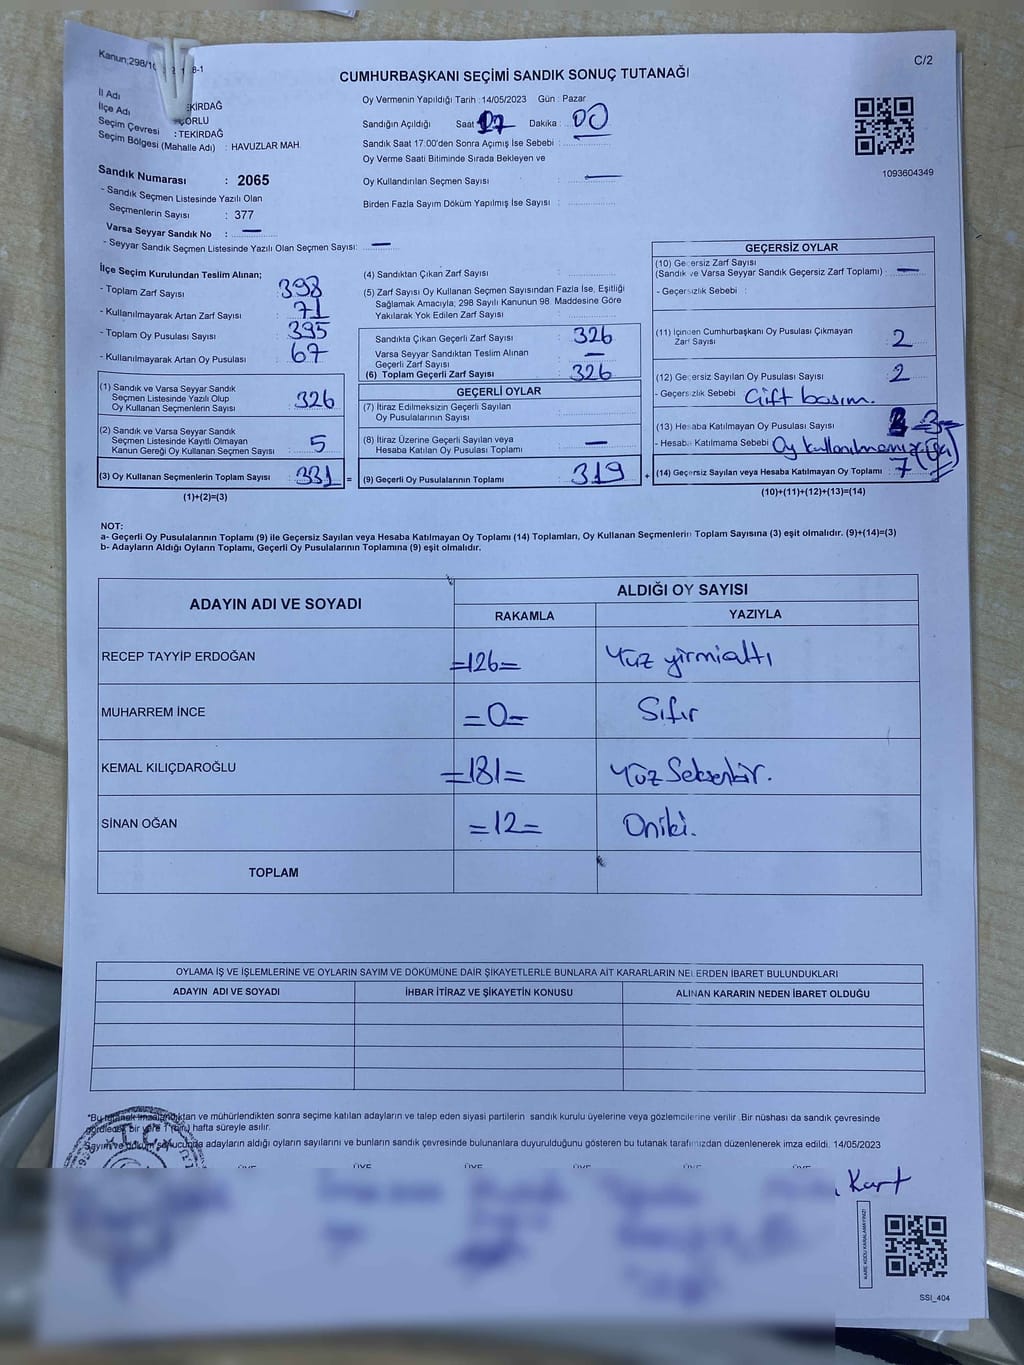 Kanun:298/10
8-1
C/2
CUMHURBAŞKANI SEÇİMİ SANDIK SONUÇ TUTANAĞI
İl Adı
EKİRDAĞ
İlçe Adı
ÇORLU
Seçim Çevresi : TEKİRDAĞ
Seçim Bölgesi (Mahalle Adı) : HAVUZLAR MAH.
Oy Vermenin Yapıldığı Tarih : 14/05/2023 Gün : Pazar
Sandığın Açıldığı Saat 17 Dakika : 00
Sandık Saat 17:00'den Sonra Açımış İse Sebebi :
Oy Verme Saati Bitiminde Sırada Bekleyen ve
Oy Kullandırılan Seçmen Sayısı : —
Birden Fazla Sayım Döküm Yapılmış İse Sayısı :
1093604349
Sandık Numarası : 2065
- Sandık Seçmen Listesinde Yazılı Olan
Seçmenlerin Sayısı : 377
Varsa Seyyar Sandık No : —
- Seyyar Sandık Seçmen Listesinde Yazılı Olan Seçmen Sayısı: —
İlçe Seçim Kurulundan Teslim Alınan;
- Toplam Zarf Sayısı : 398
- Kullanılmayarak Artan Zarf Sayısı : 71
- Toplam Oy Pusulası Sayısı : 395
- Kullanılmayarak Artan Oy Pusulası : 67
(1) Sandık ve Varsa Seyyar Sandık
Seçmen Listesinde Yazılı Olup
Oy Kullanan Seçmenlerin Sayısı : 326
(2) Sandık ve Varsa Seyyar Sandık
Seçmen Listesinde Kayıtlı Olmayan
Kanun Gereği Oy Kullanan Seçmen Sayısı : 5
(3) Oy Kullanan Seçmenlerin Toplam Sayısı : 331 =
(1)+(2)=(3)
(4) Sandıktan Çıkan Zarf Sayısı :
(5) Zarf Sayısı Oy Kullanan Seçmen Sayısından Fazla İse, Eşitliği
Sağlamak Amacıyla; 298 Sayılı Kanunun 98. Maddesine Göre
Yakılarak Yok Edilen Zarf Sayısı :
Sandıkta Çıkan Geçerli Zarf Sayısı : 326
Varsa Seyyar Sandıktan Teslim Alınan
Geçerli Zarf Sayısı : —
(6) Toplam Geçerli Zarf Sayısı : 326
GEÇERLİ OYLAR
(7) İtiraz Edilmeksizin Geçerli Sayılan
Oy Pusulalarının Sayısı :
(8) İtiraz Üzerine Geçerli Sayılan veya
Hesaba Katılan Oy Pusulası Toplamı : —
(9) Geçerli Oy Pusulalarının Toplamı : 319 +
GEÇERSİZ OYLAR
(10) Geçersiz Zarf Sayısı
(Sandık ve Varsa Seyyar Sandık Geçersiz Zarf Toplamı) : —
- Geçersizlik Sebebi :
(11) İçinden Cumhurbaşkanı Oy Pusulası Çıkmayan
Zarf Sayısı : 2
(12) Geçersiz Sayılan Oy Pusulası Sayısı : 2
- Geçersizlik Sebebi Çift basım.
(13) Hesaba Katılmayan Oy Pusulası Sayısı : =3=
- Hesaba Katılmama Sebebi : Oy kullanılmamış
(14) Geçersiz Sayılan veya Hesaba Katılmayan Oy Toplamı : 7
(10)+(11)+(12)+(13)=(14)
NOT:
a- Geçerli Oy Pusulalarının Toplamı (9) ile Geçersiz Sayılan veya Hesaba Katılmayan Oy Toplamı (14) Toplamları, Oy Kullanan Seçmenlerin Toplam Sayısına (3) eşit olmalıdır. (9)+(14)=(3)
b- Adayların Aldığı Oyların Toplamı, Geçerli Oy Pusulalarının Toplamına (9) eşit olmalıdır.
ADAYIN ADI VE SOYADI
ALDIĞI OY SAYISI
RAKAMLA YAZIYLA
RECEP TAYYİP ERDOĞAN =126= Yüz yirmialtı
MUHARREM İNCE =0= Sıfır
KEMAL KILIÇDAROĞLU =181= Yüz Seksenbir.
SİNAN OĞAN =12= Oniki.
TOPLAM
OYLAMA İŞ VE İŞLEMLERİNE VE OYLARIN SAYIM VE DÖKÜMÜNE DAİR ŞİKAYETLERLE BUNLARA AİT KARARLARIN NELERDEN İBARET BULUNDUKLARI
ADAYIN ADI VE SOYADI İHBAR İTİRAZ VE ŞİKAYETİN KONUSU ALINAN KARARIN NEDEN İBARET OLDUĞU
*Bu tutanak imzalandıktan ve mühürlendikten sonra seçime katılan adayların ve talep eden siyasi partilerin sandık kurulu üyelerine veya gözlemcilerine verilir. Bir nüshası da sandık çevresinde
görülecek bir yere 1 (bir) hafta süreyle asılır.
Sayım ve döküm sonucunda adayların aldığı oyların sayılarını ve bunların sandık çevresinde bulunanlara duyurulduğunu gösteren bu tutanak tarafımızdan düzenlenerek imza edildi. 14/05/2023
ÜYE ÜYE ÜYE ÜYE ÜYE
Kart
KARE KODU KARALAMAYINIZ!
SSI_404